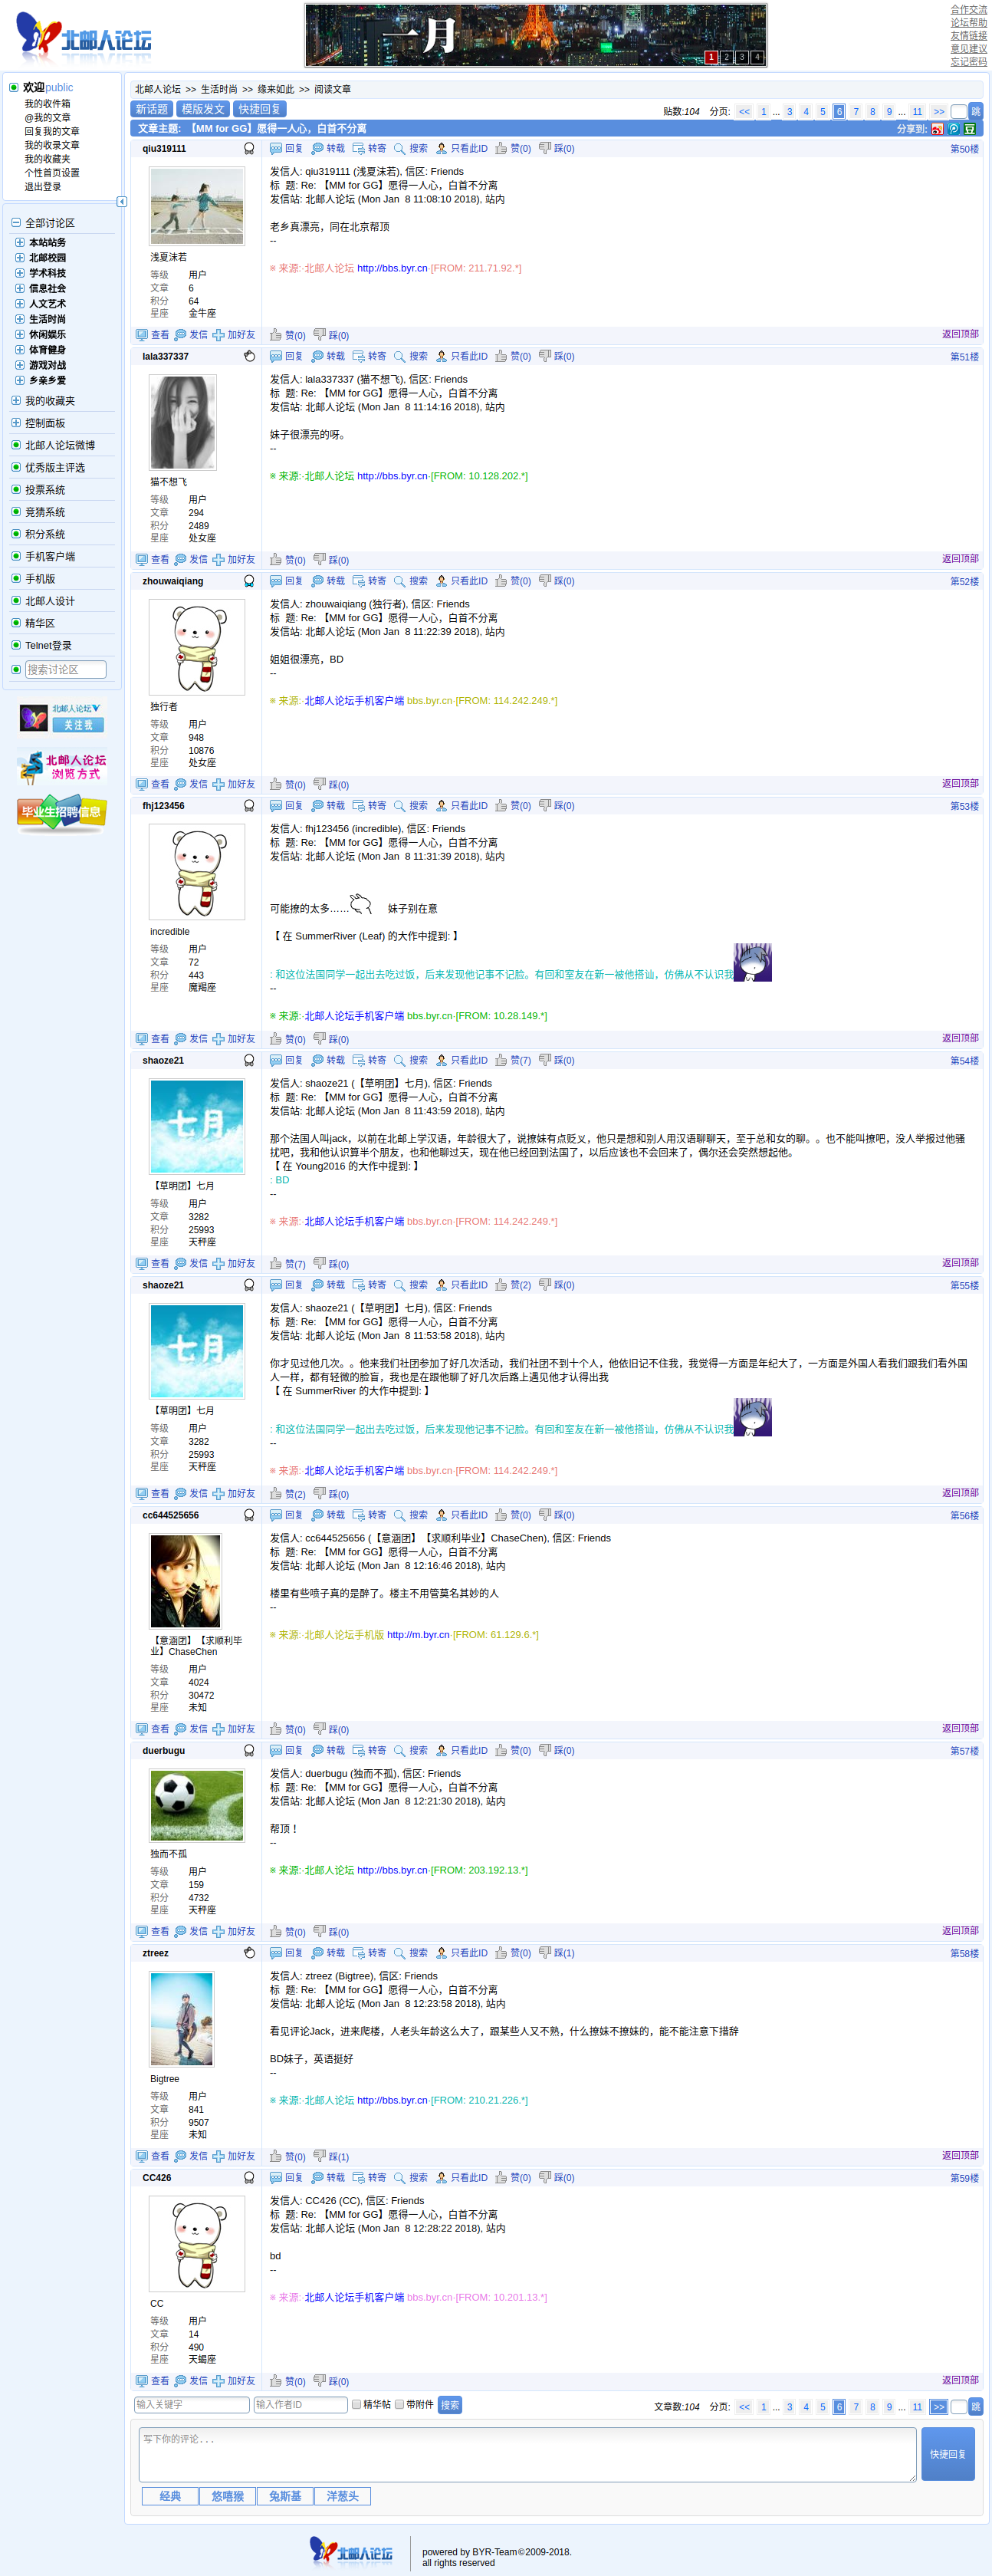 北邮人论坛
一月
1 2 3 4
合作交流
论坛帮助
友情链接
意见建议
忘记密码
欢迎public
我的收件箱
@我的文章
回复我的文章
我的收录文章
我的收藏夹
个性首页设置
退出登录
全部讨论区
本站站务
北邮校园
学术科技
信息社会
人文艺术
生活时尚
休闲娱乐
体育健身
游戏对战
乡亲乡爱
我的收藏夹
控制面板
北邮人论坛微博
优秀版主评选
投票系统
竞猜系统
积分系统
手机客户端
手机版
北邮人设计
精华区
Telnet登录
搜索讨论区
北邮人论坛
关注我
北邮人论坛
浏览方式
毕业生招聘信息
北邮人论坛 >> 生活时尚 >> 缘来如此 >> 阅读文章
新话题 模版发文 快捷回复
贴数:104 分页: << 1 ... 3 4 5 6 7 8 9 ... 11 >> 跳
文章主题: 【MM for GG】愿得一人心，白首不分离 分享到:
qiu319111 回复 转载 转寄 搜索 只看此ID 赞(0) 踩(0) 第50楼
发信人: qiu319111 (浅夏沫若), 信区: Friends
标 题: Re: 【MM for GG】愿得一人心，白首不分离
发信站: 北邮人论坛 (Mon Jan 8 11:08:10 2018), 站内
老乡真漂亮，同在北京帮顶
--
※ 来源:·北邮人论坛 http://bbs.byr.cn·[FROM: 211.71.92.*]
浅夏沫若
等级 用户
文章 6
积分 64
星座 金牛座
查看 发信 加好友 赞(0) 踩(0) 返回顶部
lala337337 回复 转载 转寄 搜索 只看此ID 赞(0) 踩(0) 第51楼
发信人: lala337337 (猫不想飞), 信区: Friends
标 题: Re: 【MM for GG】愿得一人心，白首不分离
发信站: 北邮人论坛 (Mon Jan 8 11:14:16 2018), 站内
妹子很漂亮的呀。
--
※ 来源:·北邮人论坛 http://bbs.byr.cn·[FROM: 10.128.202.*]
猫不想飞
等级 用户
文章 294
积分 2489
星座 处女座
查看 发信 加好友 赞(0) 踩(0) 返回顶部
zhouwaiqiang 回复 转载 转寄 搜索 只看此ID 赞(0) 踩(0) 第52楼
发信人: zhouwaiqiang (独行者), 信区: Friends
标 题: Re: 【MM for GG】愿得一人心，白首不分离
发信站: 北邮人论坛 (Mon Jan 8 11:22:39 2018), 站内
姐姐很漂亮，BD
--
※ 来源:·北邮人论坛手机客户端 bbs.byr.cn·[FROM: 114.242.249.*]
独行者
等级 用户
文章 948
积分 10876
星座 处女座
查看 发信 加好友 赞(0) 踩(0) 返回顶部
fhj123456 回复 转载 转寄 搜索 只看此ID 赞(0) 踩(0) 第53楼
发信人: fhj123456 (incredible), 信区: Friends
标 题: Re: 【MM for GG】愿得一人心，白首不分离
发信站: 北邮人论坛 (Mon Jan 8 11:31:39 2018), 站内
可能撩的太多…… 妹子别在意
【 在 SummerRiver (Leaf) 的大作中提到: 】
: 和这位法国同学一起出去吃过饭，后来发现他记事不记脸。有回和室友在新一被他搭讪，仿佛从不认识我
--
※ 来源:·北邮人论坛手机客户端 bbs.byr.cn·[FROM: 10.28.149.*]
incredible
等级 用户
文章 72
积分 443
星座 魔羯座
查看 发信 加好友 赞(0) 踩(0) 返回顶部
shaoze21 回复 转载 转寄 搜索 只看此ID 赞(7) 踩(0) 第54楼
发信人: shaoze21 (【草明团】七月), 信区: Friends
标 题: Re: 【MM for GG】愿得一人心，白首不分离
发信站: 北邮人论坛 (Mon Jan 8 11:43:59 2018), 站内
那个法国人叫jack，以前在北邮上学汉语，年龄很大了，说撩妹有点贬义，他只是想和别人用汉语聊聊天，至于总和女的聊。。也不能叫撩吧，没人举报过他骚
扰吧，我和他认识算半个朋友，也和他聊过天，现在他已经回到法国了，以后应该也不会回来了，偶尔还会突然想起他。
【 在 Young2016 的大作中提到: 】
: BD
--
※ 来源:·北邮人论坛手机客户端 bbs.byr.cn·[FROM: 114.242.249.*]
七月
【草明团】七月
等级 用户
文章 3282
积分 25993
星座 天秤座
查看 发信 加好友 赞(7) 踩(0) 返回顶部
shaoze21 回复 转载 转寄 搜索 只看此ID 赞(2) 踩(0) 第55楼
发信人: shaoze21 (【草明团】七月), 信区: Friends
标 题: Re: 【MM for GG】愿得一人心，白首不分离
发信站: 北邮人论坛 (Mon Jan 8 11:53:58 2018), 站内
你才见过他几次。。他来我们社团参加了好几次活动，我们社团不到十个人，他依旧记不住我，我觉得一方面是年纪大了，一方面是外国人看我们跟我们看外国
人一样，都有轻微的脸盲，我也是在跟他聊了好几次后路上遇见他才认得出我
【 在 SummerRiver 的大作中提到: 】
: 和这位法国同学一起出去吃过饭，后来发现他记事不记脸。有回和室友在新一被他搭讪，仿佛从不认识我
--
※ 来源:·北邮人论坛手机客户端 bbs.byr.cn·[FROM: 114.242.249.*]
七月
【草明团】七月
等级 用户
文章 3282
积分 25993
星座 天秤座
查看 发信 加好友 赞(2) 踩(0) 返回顶部
cc644525656 回复 转载 转寄 搜索 只看此ID 赞(0) 踩(0) 第56楼
发信人: cc644525656 (【意涵团】【求顺利毕业】ChaseChen), 信区: Friends
标 题: Re: 【MM for GG】愿得一人心，白首不分离
发信站: 北邮人论坛 (Mon Jan 8 12:16:46 2018), 站内
楼里有些喷子真的是醉了。楼主不用管莫名其妙的人
--
※ 来源:·北邮人论坛手机版 http://m.byr.cn·[FROM: 61.129.6.*]
【意涵团】【求顺利毕
业】ChaseChen
等级 用户
文章 4024
积分 30472
星座 未知
查看 发信 加好友 赞(0) 踩(0) 返回顶部
duerbugu 回复 转载 转寄 搜索 只看此ID 赞(0) 踩(0) 第57楼
发信人: duerbugu (独而不孤), 信区: Friends
标 题: Re: 【MM for GG】愿得一人心，白首不分离
发信站: 北邮人论坛 (Mon Jan 8 12:21:30 2018), 站内
帮顶！
--
※ 来源:·北邮人论坛 http://bbs.byr.cn·[FROM: 203.192.13.*]
独而不孤
等级 用户
文章 159
积分 4732
星座 天秤座
查看 发信 加好友 赞(0) 踩(0) 返回顶部
ztreez 回复 转载 转寄 搜索 只看此ID 赞(0) 踩(1) 第58楼
发信人: ztreez (Bigtree), 信区: Friends
标 题: Re: 【MM for GG】愿得一人心，白首不分离
发信站: 北邮人论坛 (Mon Jan 8 12:23:58 2018), 站内
看见评论Jack，进来爬楼，人老头年龄这么大了，跟某些人又不熟，什么撩妹不撩妹的，能不能注意下措辞
BD妹子，英语挺好
--
※ 来源:·北邮人论坛 http://bbs.byr.cn·[FROM: 210.21.226.*]
Bigtree
等级 用户
文章 841
积分 9507
星座 未知
查看 发信 加好友 赞(0) 踩(1) 返回顶部
CC426 回复 转载 转寄 搜索 只看此ID 赞(0) 踩(0) 第59楼
发信人: CC426 (CC), 信区: Friends
标 题: Re: 【MM for GG】愿得一人心，白首不分离
发信站: 北邮人论坛 (Mon Jan 8 12:28:22 2018), 站内
bd
--
※ 来源:·北邮人论坛手机客户端 bbs.byr.cn·[FROM: 10.201.13.*]
CC
等级 用户
文章 14
积分 490
星座 天蝎座
查看 发信 加好友 赞(0) 踩(0) 返回顶部
输入关键字 输入作者ID 精华帖 带附件 搜索
文章数:104 分页: << 1 ... 3 4 5 6 7 8 9 ... 11 >> 跳
写下你的评论...
快捷回复
经典 悠嘻猴 兔斯基 洋葱头
北邮人论坛
powered by BYR-Team©2009-2018.
all rights reserved